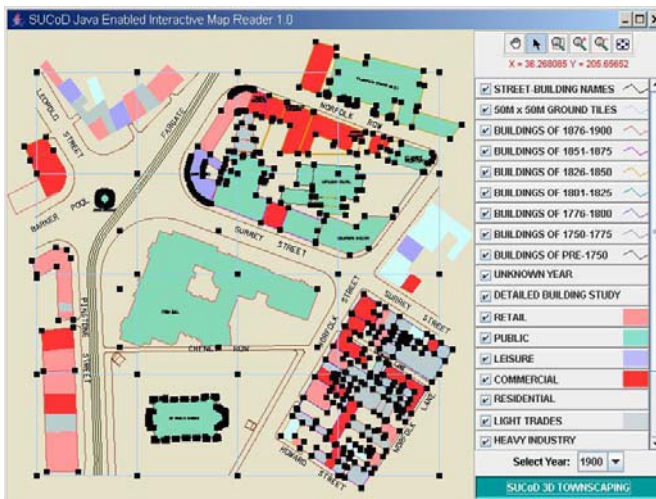 SUCoD Java Enabled Interactive Map Reader 1.0
X = 36.268085 Y = 205.65652
STREET-BUILDING NAMES
50M x 50M GROUND TILES
BUILDINGS OF 1876-1900
BUILDINGS OF 1851-1875
BUILDINGS OF 1826-1850
BUILDINGS OF 1801-1825
BUILDINGS OF 1776-1800
BUILDINGS OF 1750-1775
BUILDINGS OF PRE-1750
UNKNOWN YEAR
DETAILED BUILDING STUDY
RETAIL
PUBLIC
LEISURE
COMMERCIAL
RESIDENTIAL
LIGHT TRADES
HEAVY INDUSTRY
Select Year: 1900
SUCoD 3D TOWNSCAPING
LEOPOLD STREET
FARGATE
NORFOLK ROW
BARKER POOL
SURREY STREET
PINSTONE STREET
NORFOLK STREET
SURREY STREET
NORFOLK LANE
HOWARD STREET